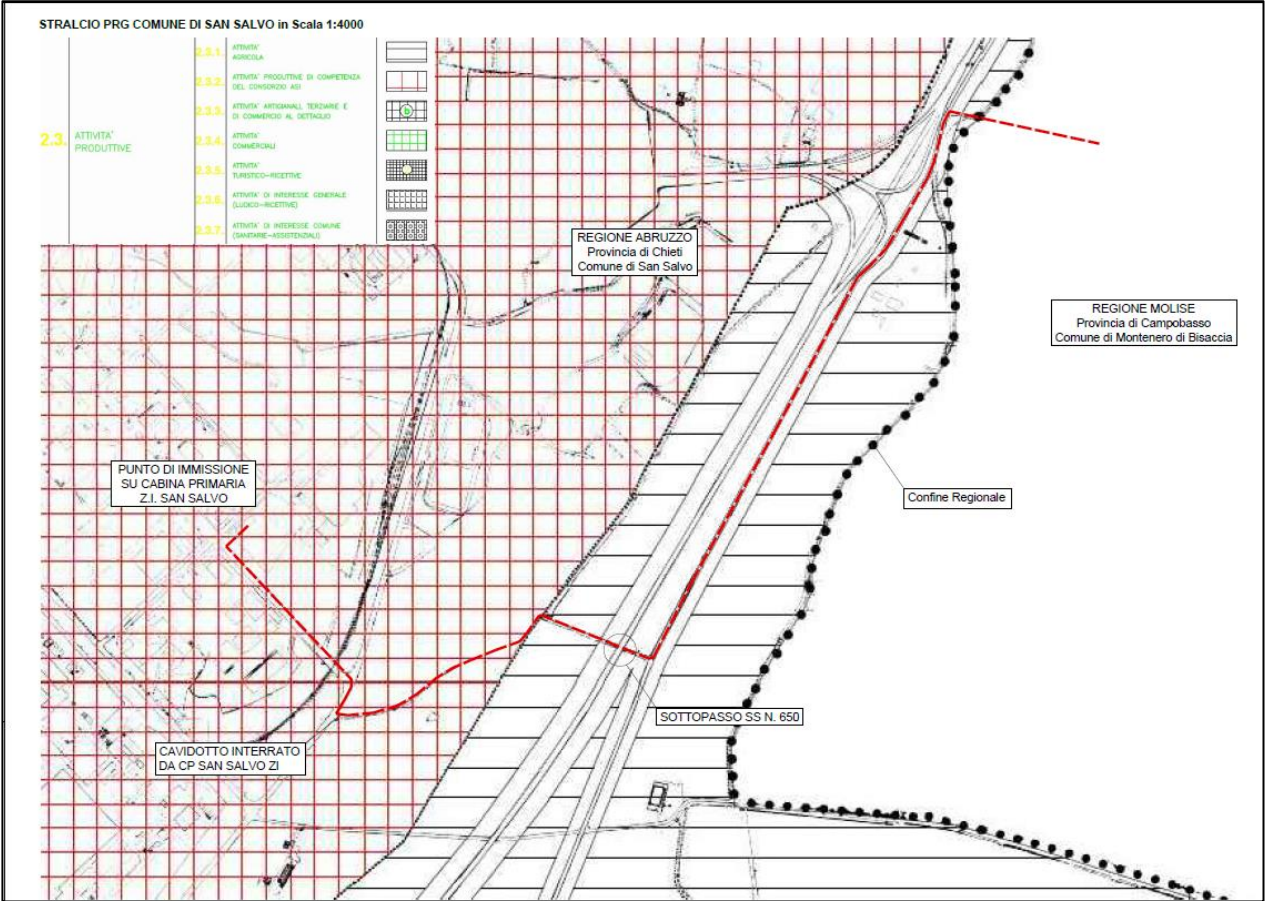 STRALCIO PRG COMUNE DI SAN SALVO in Scala 1:4000
2.3. ATTIVITA'
PRODUTTIVE
2.3.1. ATTIVITA'
AGRICOLA
2.3.2. ATTIVITA' PRODUTTIVE DI COMPETENZA
DEL CONSORZIO ASI
2.3.3. ATTIVITA' ARTIGIANALI, TERZIARIE E
DI COMMERCIO AL DETTAGLIO
2.3.4. ATTIVITA'
COMMERCIALI
2.3.5. ATTIVITA'
TURISTICO-RICETTIVE
2.3.6. ATTIVITA' DI INTERESSE GENERALE
(LUDICO-RICETTIVE)
2.3.7. ATTIVITA' DI INTERESSE COMUNE
(SANITARIE-ASSISTENZIALI)
REGIONE ABRUZZO
Provincia di Chieti
Comune di San Salvo
REGIONE MOLISE
Provincia di Campobasso
Comune di Montenero di Bisaccia
PUNTO DI IMMISSIONE
SU CABINA PRIMARIA
Z.I. SAN SALVO
Confine Regionale
SOTTOPASSO SS N. 650
CAVIDOTTO INTERRATO
DA CP SAN SALVO ZI